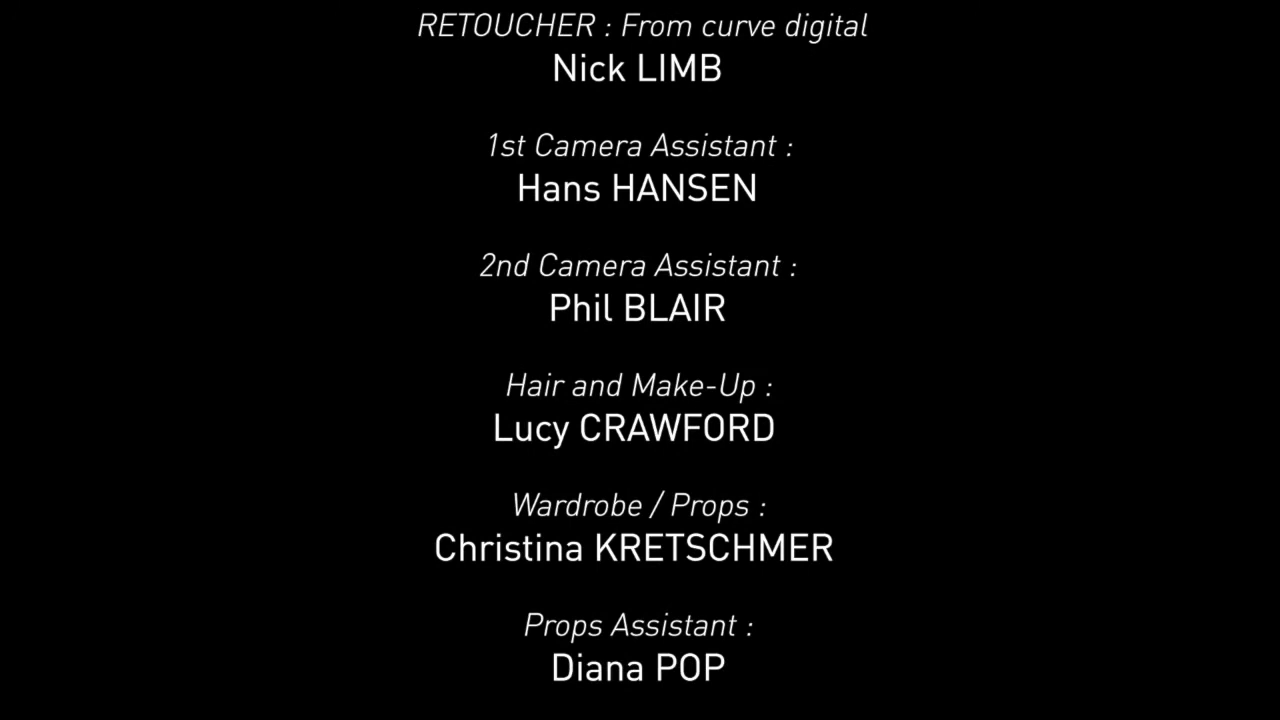 RETOUCHER : From curve digital
Nick LIMB
1st Camera Assistant :
Hans HANSEN
2nd Camera Assistant :
Phil BLAIR
Hair and Make-Up :
Lucy CRAWFORD
Wardrobe / Props :
Christina KRETSCHMER
Props Assistant :
Diana POP